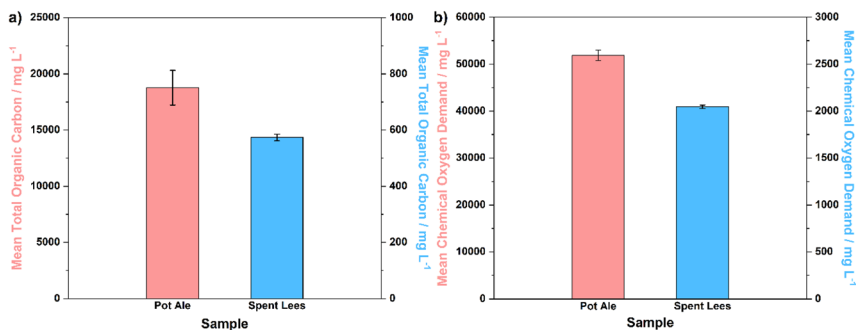 a)
Mean Total Organic Carbon / mg L⁻¹
25000
20000
15000
10000
5000
0
1000
800
600
400
200
0
Mean Total Organic Carbon / mg L⁻¹
Pot Ale
Spent Lees
Sample
b)
Mean Chemical Oxygen Demand / mg L⁻¹
60000
50000
40000
30000
20000
10000
0
3000
2500
2000
1500
1000
500
0
Mean Chemical Oxygen Demand / mg L⁻¹
Pot Ale
Spent Lees
Sample